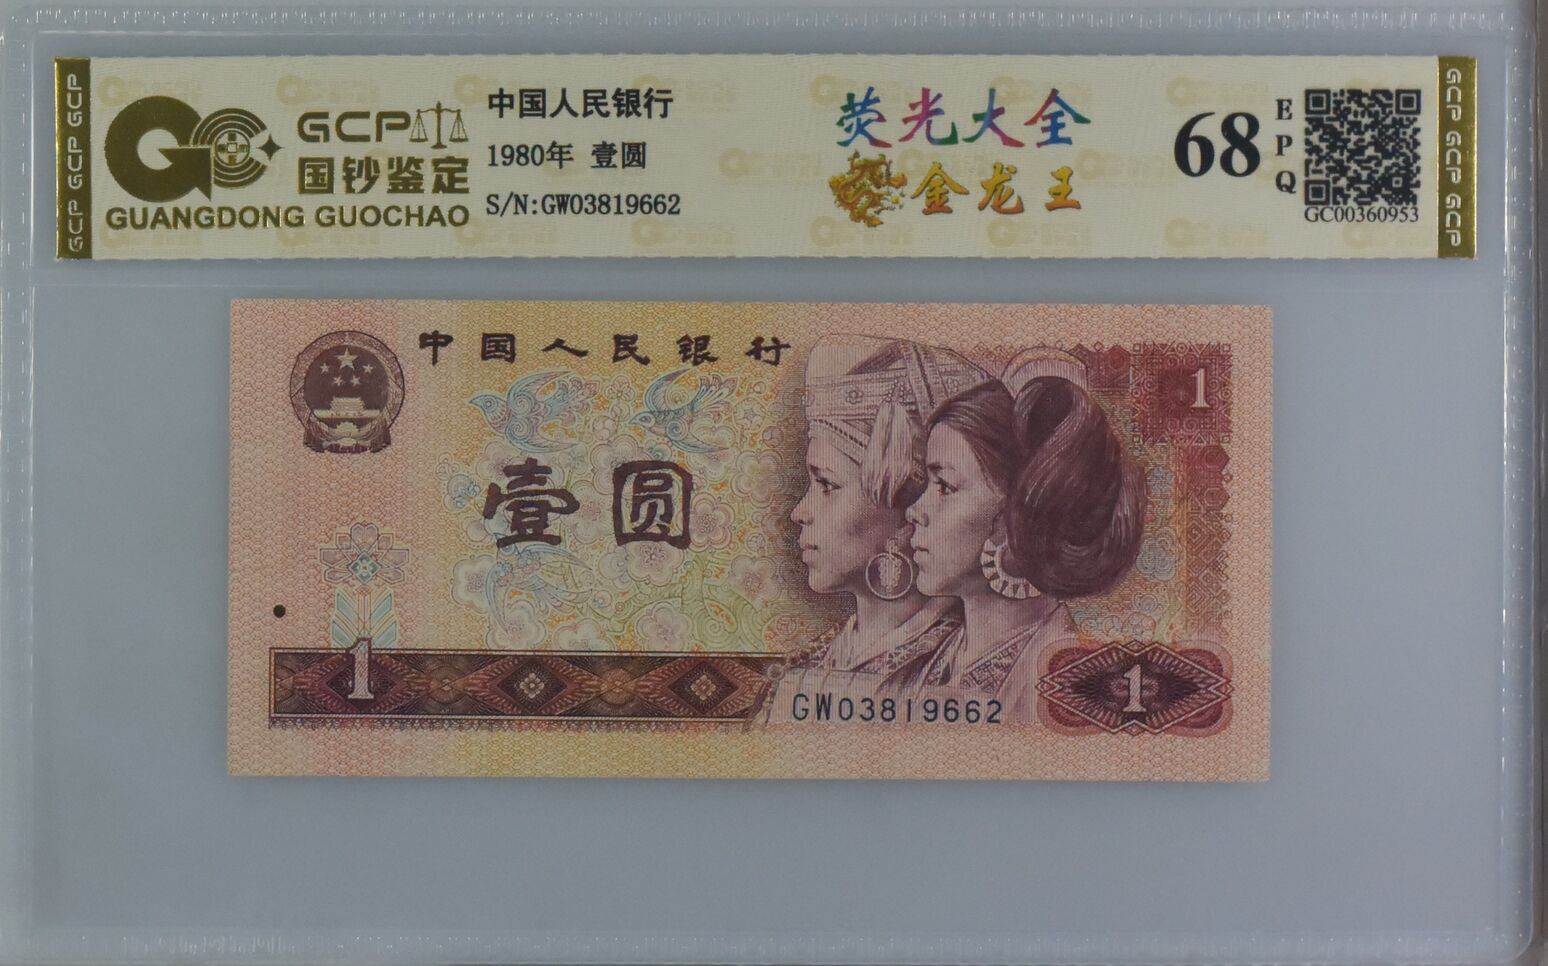 GCP GCP GCP
GCP
国钞鉴定
GUANGDONG GUOCHAO
中国人民银行
1980年 壹圆
S/N:GW03819662
荧光大全
金龙王
68
EPQ
GC00360953
GCP GCP GCP
中国人民银行
1
壹圆
1
GW03819662
1